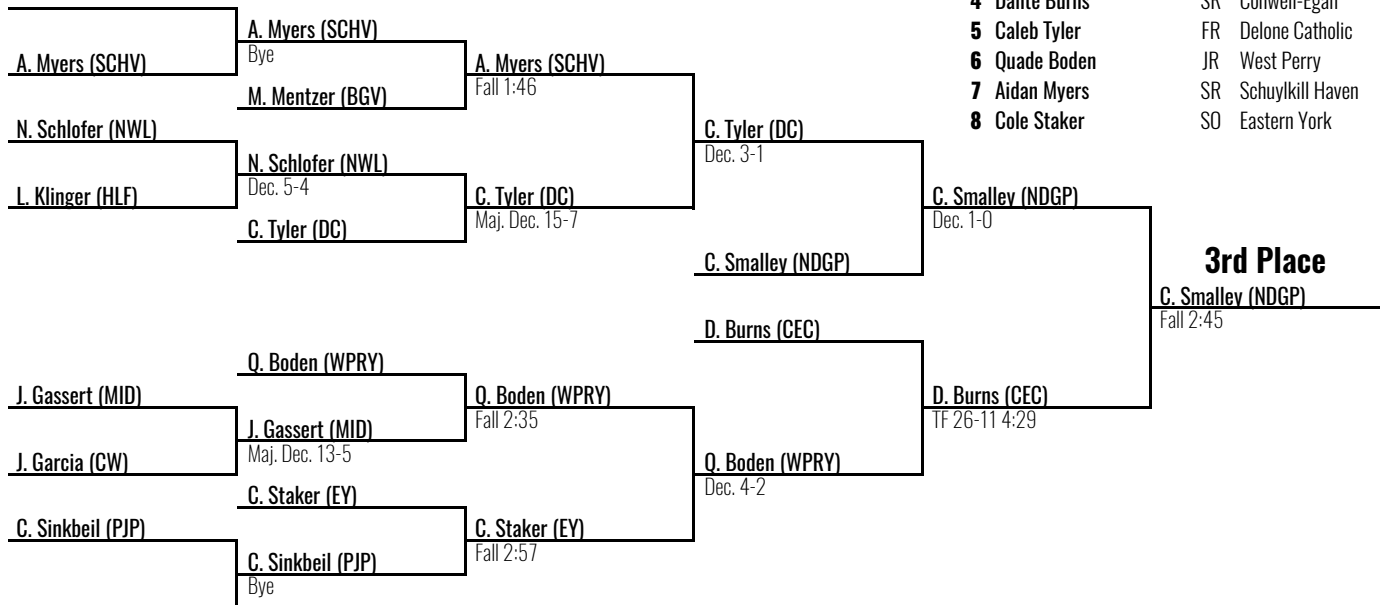 4 Dante Burns SR Conwell-Egan
5 Caleb Tyler FR Delone Catholic
6 Quade Boden JR West Perry
7 Aidan Myers SR Schuylkill Haven
8 Cole Staker SO Eastern York
A. Myers (SCHV)
A. Myers (SCHV)
Bye
M. Mentzer (BGV)
A. Myers (SCHV)
Fall 1:46
N. Schlofer (NWL)
L. Klinger (HLF)
N. Schlofer (NWL)
Dec. 5-4
C. Tyler (DC)
C. Tyler (DC)
Maj. Dec. 15-7
C. Tyler (DC)
Dec. 3-1
C. Smalley (NDGP)
C. Smalley (NDGP)
Dec. 1-0
3rd Place
C. Smalley (NDGP)
Fall 2:45
D. Burns (CEC)
D. Burns (CEC)
TF 26-11 4:29
Q. Boden (WPRY)
J. Gassert (MID)
J. Garcia (CW)
J. Gassert (MID)
Maj. Dec. 13-5
Q. Boden (WPRY)
Fall 2:35
Q. Boden (WPRY)
Dec. 4-2
C. Staker (EY)
C. Sinkbeil (PJP)
C. Sinkbeil (PJP)
Bye
C. Staker (EY)
Fall 2:57